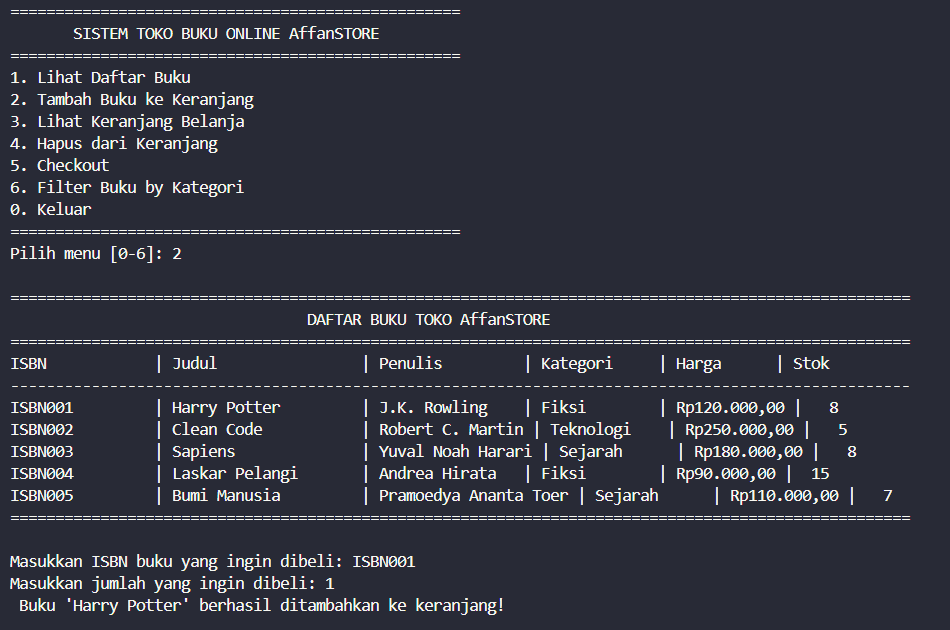 ==================================================
       SISTEM TOKO BUKU ONLINE AffanSTORE
==================================================
1. Lihat Daftar Buku
2. Tambah Buku ke Keranjang
3. Lihat Keranjang Belanja
4. Hapus dari Keranjang
5. Checkout
6. Filter Buku by Kategori
0. Keluar
==================================================
Pilih menu [0-6]: 2
====================================================================================================
                                 DAFTAR BUKU TOKO AffanSTORE
====================================================================================================
ISBN            | Judul                | Penulis         | Kategori     | Harga      | Stok
----------------------------------------------------------------------------------------------------
ISBN001         | Harry Potter         | J.K. Rowling    | Fiksi        | Rp120.000,00 |   8
ISBN002         | Clean Code           | Robert C. Martin | Teknologi    | Rp250.000,00 |   5
ISBN003         | Sapiens              | Yuval Noah Harari | Sejarah      | Rp180.000,00 |   8
ISBN004         | Laskar Pelangi       | Andrea Hirata   | Fiksi        | Rp90.000,00 |  15
ISBN005         | Bumi Manusia         | Pramoedya Ananta Toer | Sejarah      | Rp110.000,00 |   7
====================================================================================================
Masukkan ISBN buku yang ingin dibeli: ISBN001
Masukkan jumlah yang ingin dibeli: 1
 Buku 'Harry Potter' berhasil ditambahkan ke keranjang!